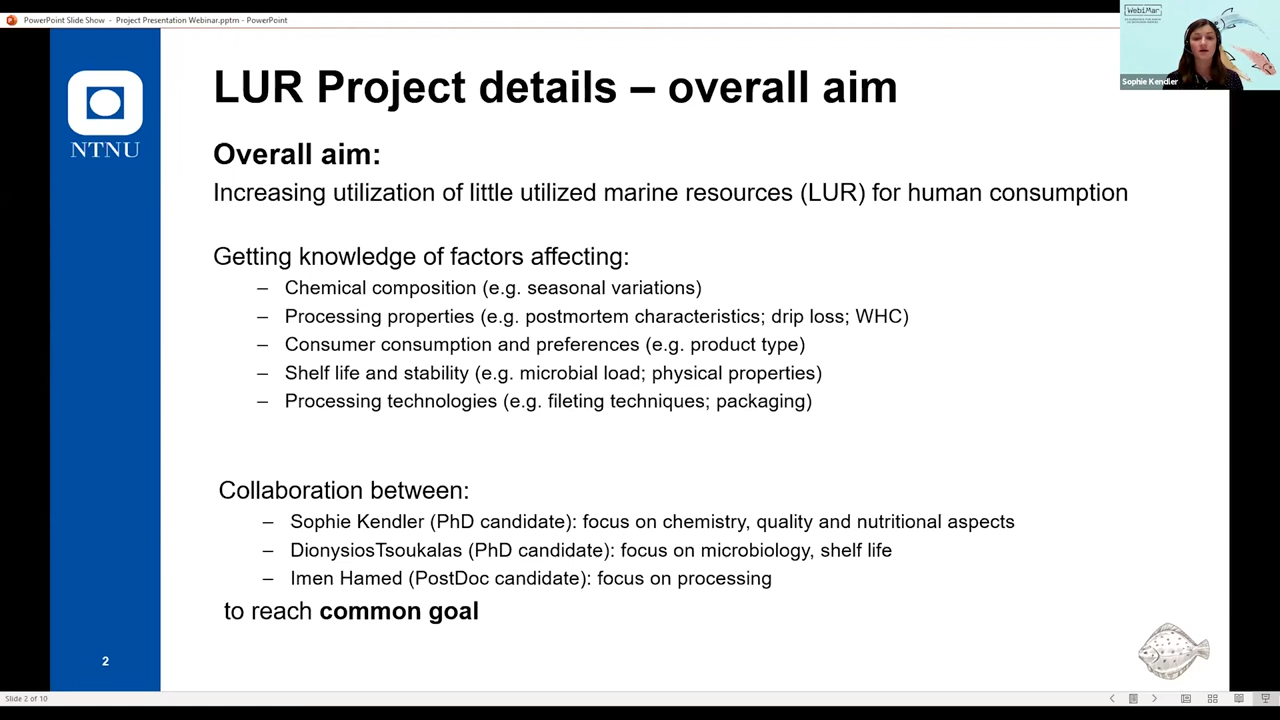 PowerPoint Slide Show - Project Presentation Webinar.pptm - PowerPoint
WebiMar
Sophie Kendler
NTNU
LUR Project details – overall aim
Overall aim:
Increasing utilization of little utilized marine resources (LUR) for human consumption
Getting knowledge of factors affecting:
– Chemical composition (e.g. seasonal variations)
– Processing properties (e.g. postmortem characteristics; drip loss; WHC)
– Consumer consumption and preferences (e.g. product type)
– Shelf life and stability (e.g. microbial load; physical properties)
– Processing technologies (e.g. fileting techniques; packaging)
Collaboration between:
– Sophie Kendler (PhD candidate): focus on chemistry, quality and nutritional aspects
– DionysiosTsoukalas (PhD candidate): focus on microbiology, shelf life
– Imen Hamed (PostDoc candidate): focus on processing
to reach common goal
2
Slide 2 of 10